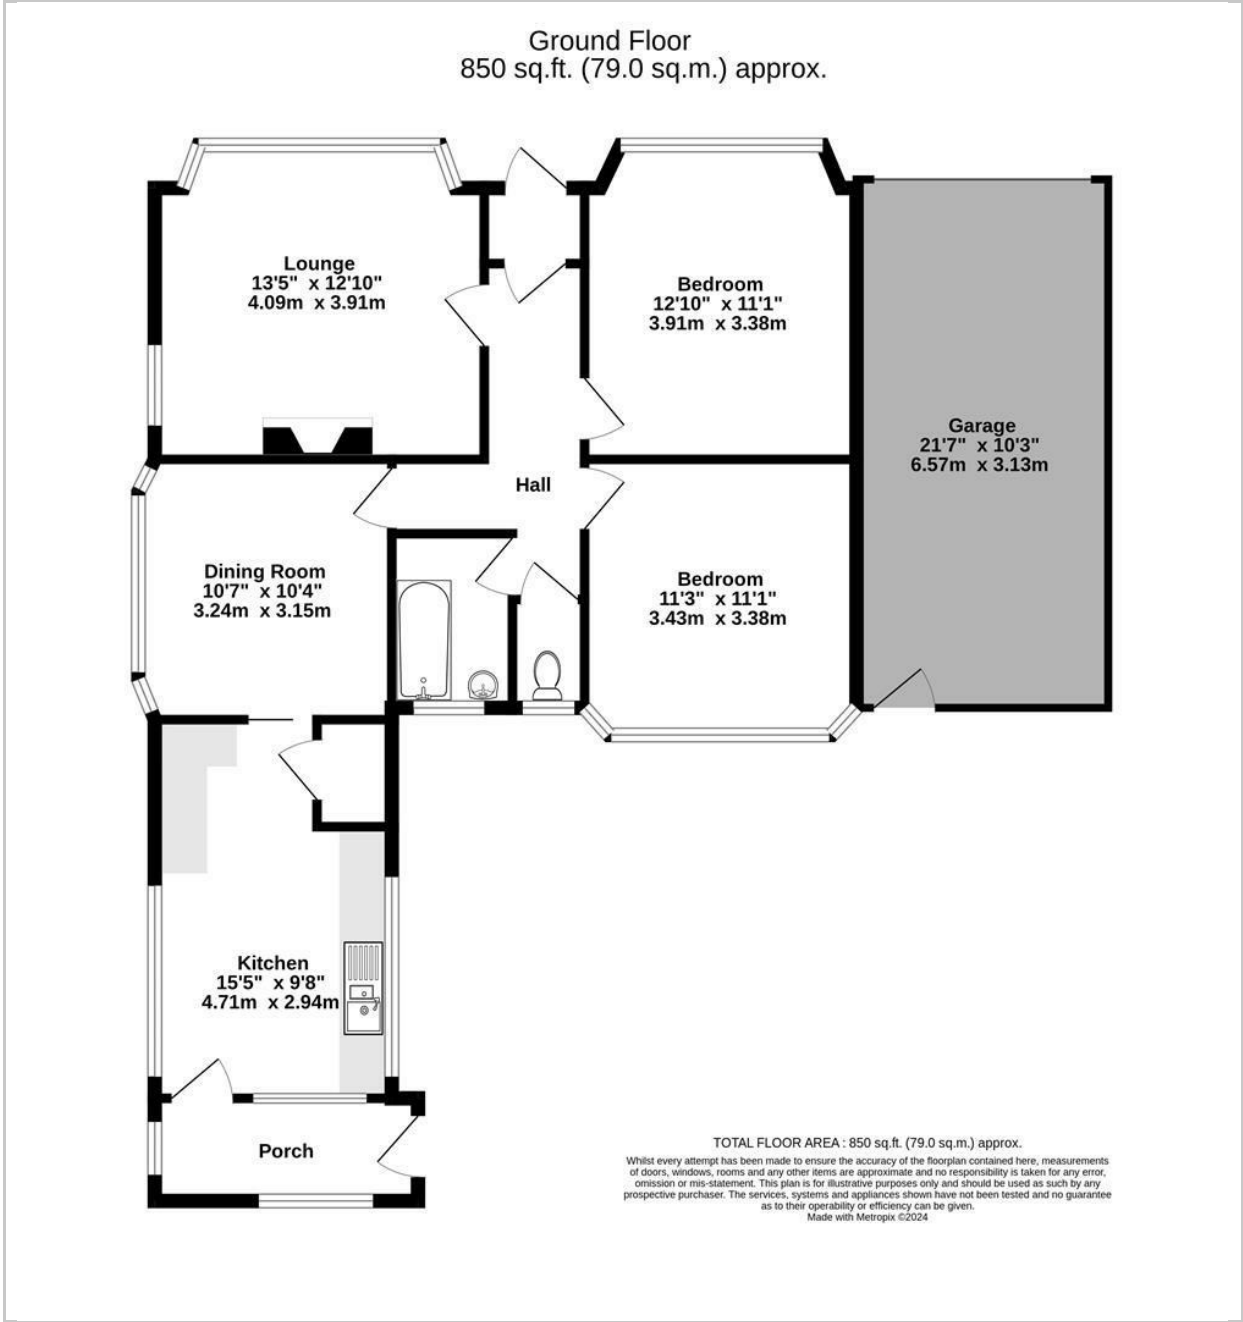 Ground Floor
850 sq.ft. (79.0 sq.m.) approx.
Lounge
13'5" x 12'10"
4.09m x 3.91m
Bedroom
12'10" x 11'1"
3.91m x 3.38m
Garage
21'7" x 10'3"
6.57m x 3.13m
Hall
Dining Room
10'7" x 10'4"
3.24m x 3.15m
Bedroom
11'3" x 11'1"
3.43m x 3.38m
Kitchen
15'5" x 9'8"
4.71m x 2.94m
Porch
TOTAL FLOOR AREA : 850 sq.ft. (79.0 sq.m.) approx.
Whilst every attempt has been made to ensure the accuracy of the floorplan contained here, measurements
of doors, windows, rooms and any other items are approximate and no responsibility is taken for any error,
omission or mis-statement. This plan is for illustrative purposes only and should be used as such by any
prospective purchaser. The services, systems and appliances shown have not been tested and no guarantee
as to their operability or efficiency can be given.
Made with Metropix ©2024